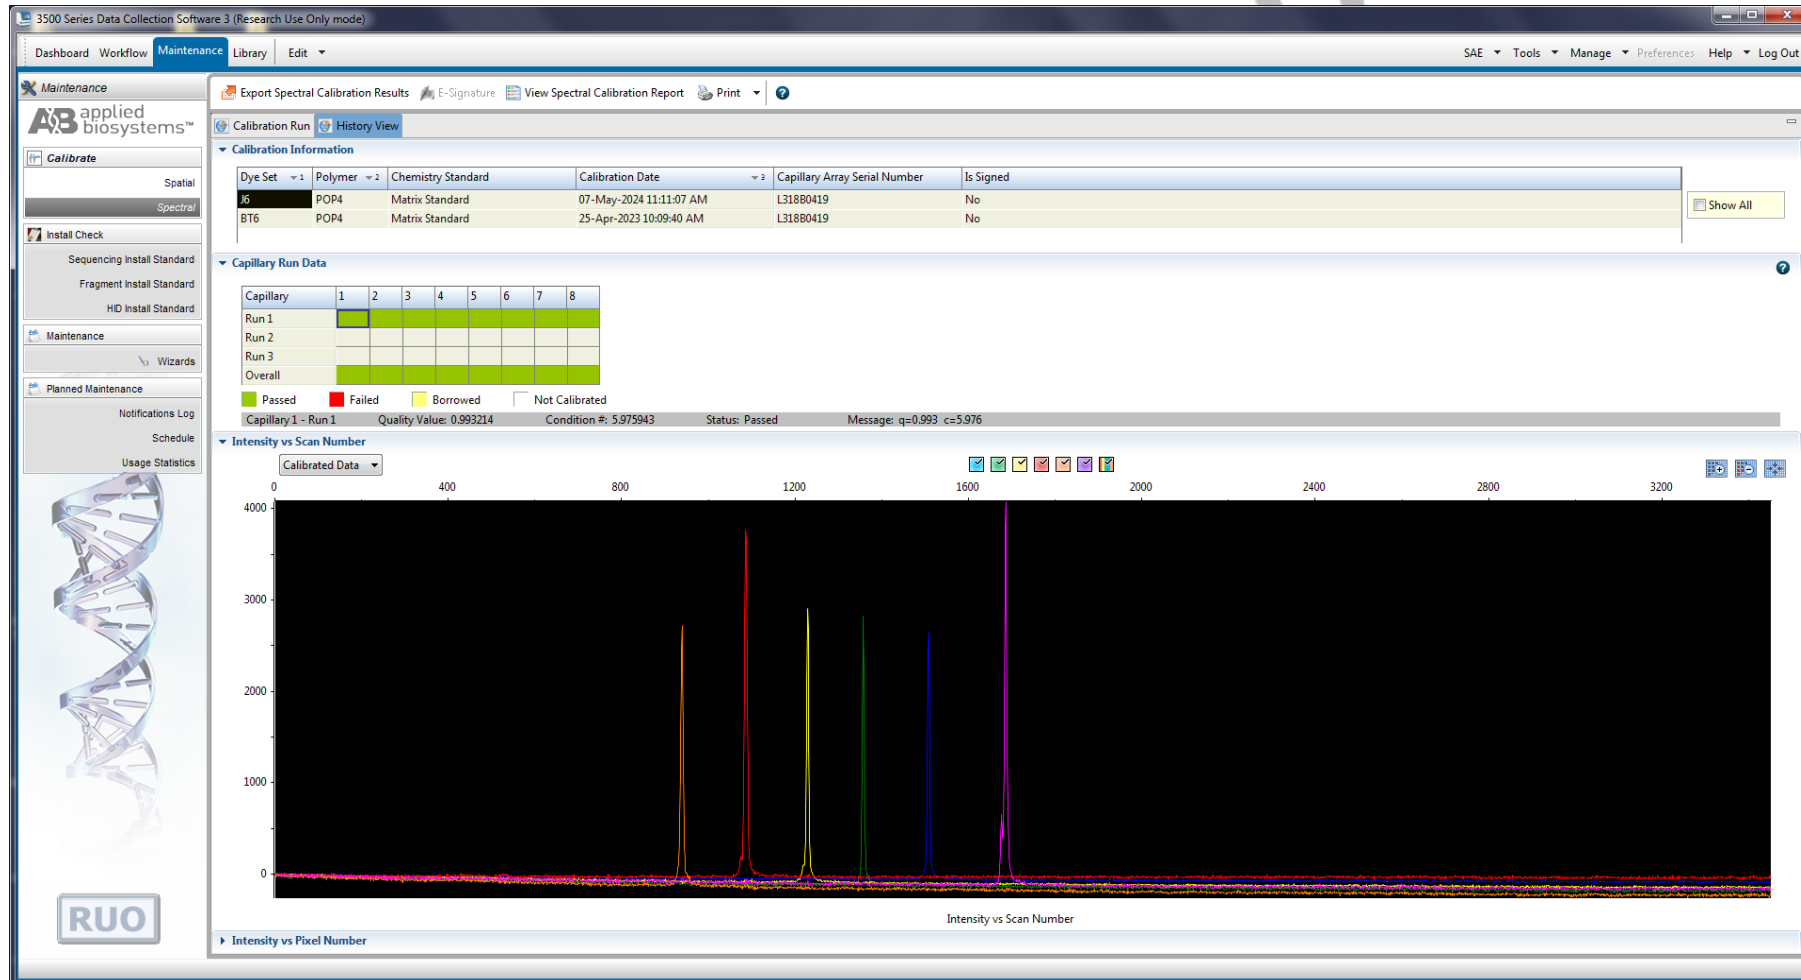 3500 Series Data Collection Software 3 (Research Use Only mode)
Dashboard Workflow Maintenance Library Edit SAE Tools Manage Preferences Help Log Out
Maintenance
AB applied biosystems™
Calibrate
Spatial
Spectral
Install Check
Sequencing Install Standard
Fragment Install Standard
HID Install Standard
Maintenance
Wizards
Planned Maintenance
Notifications Log
Schedule
Usage Statistics
RUO
Export Spectral Calibration Results E-Signature View Spectral Calibration Report Print ?
Calibration Run History View
Calibration Information
Dye Set 1 Polymer 2 Chemistry Standard Calibration Date 3 Capillary Array Serial Number Is Signed
J6 POP4 Matrix Standard 07-May-2024 11:11:07 AM L318B0419 No
BT6 POP4 Matrix Standard 25-Apr-2023 10:09:40 AM L318B0419 No
Show All
Capillary Run Data ?
Capillary 1 2 3 4 5 6 7 8
Run 1
Run 2
Run 3
Overall
Passed Failed Borrowed Not Calibrated
Capillary 1 - Run 1 Quality Value: 0.993214 Condition #: 5.975943 Status: Passed Message: q=0.993 c=5.976
Intensity vs Scan Number
Calibrated Data
0 400 800 1200 1600 2000 2400 2800 3200
4000
3000
2000
1000
0
Intensity vs Scan Number
Intensity vs Pixel Number